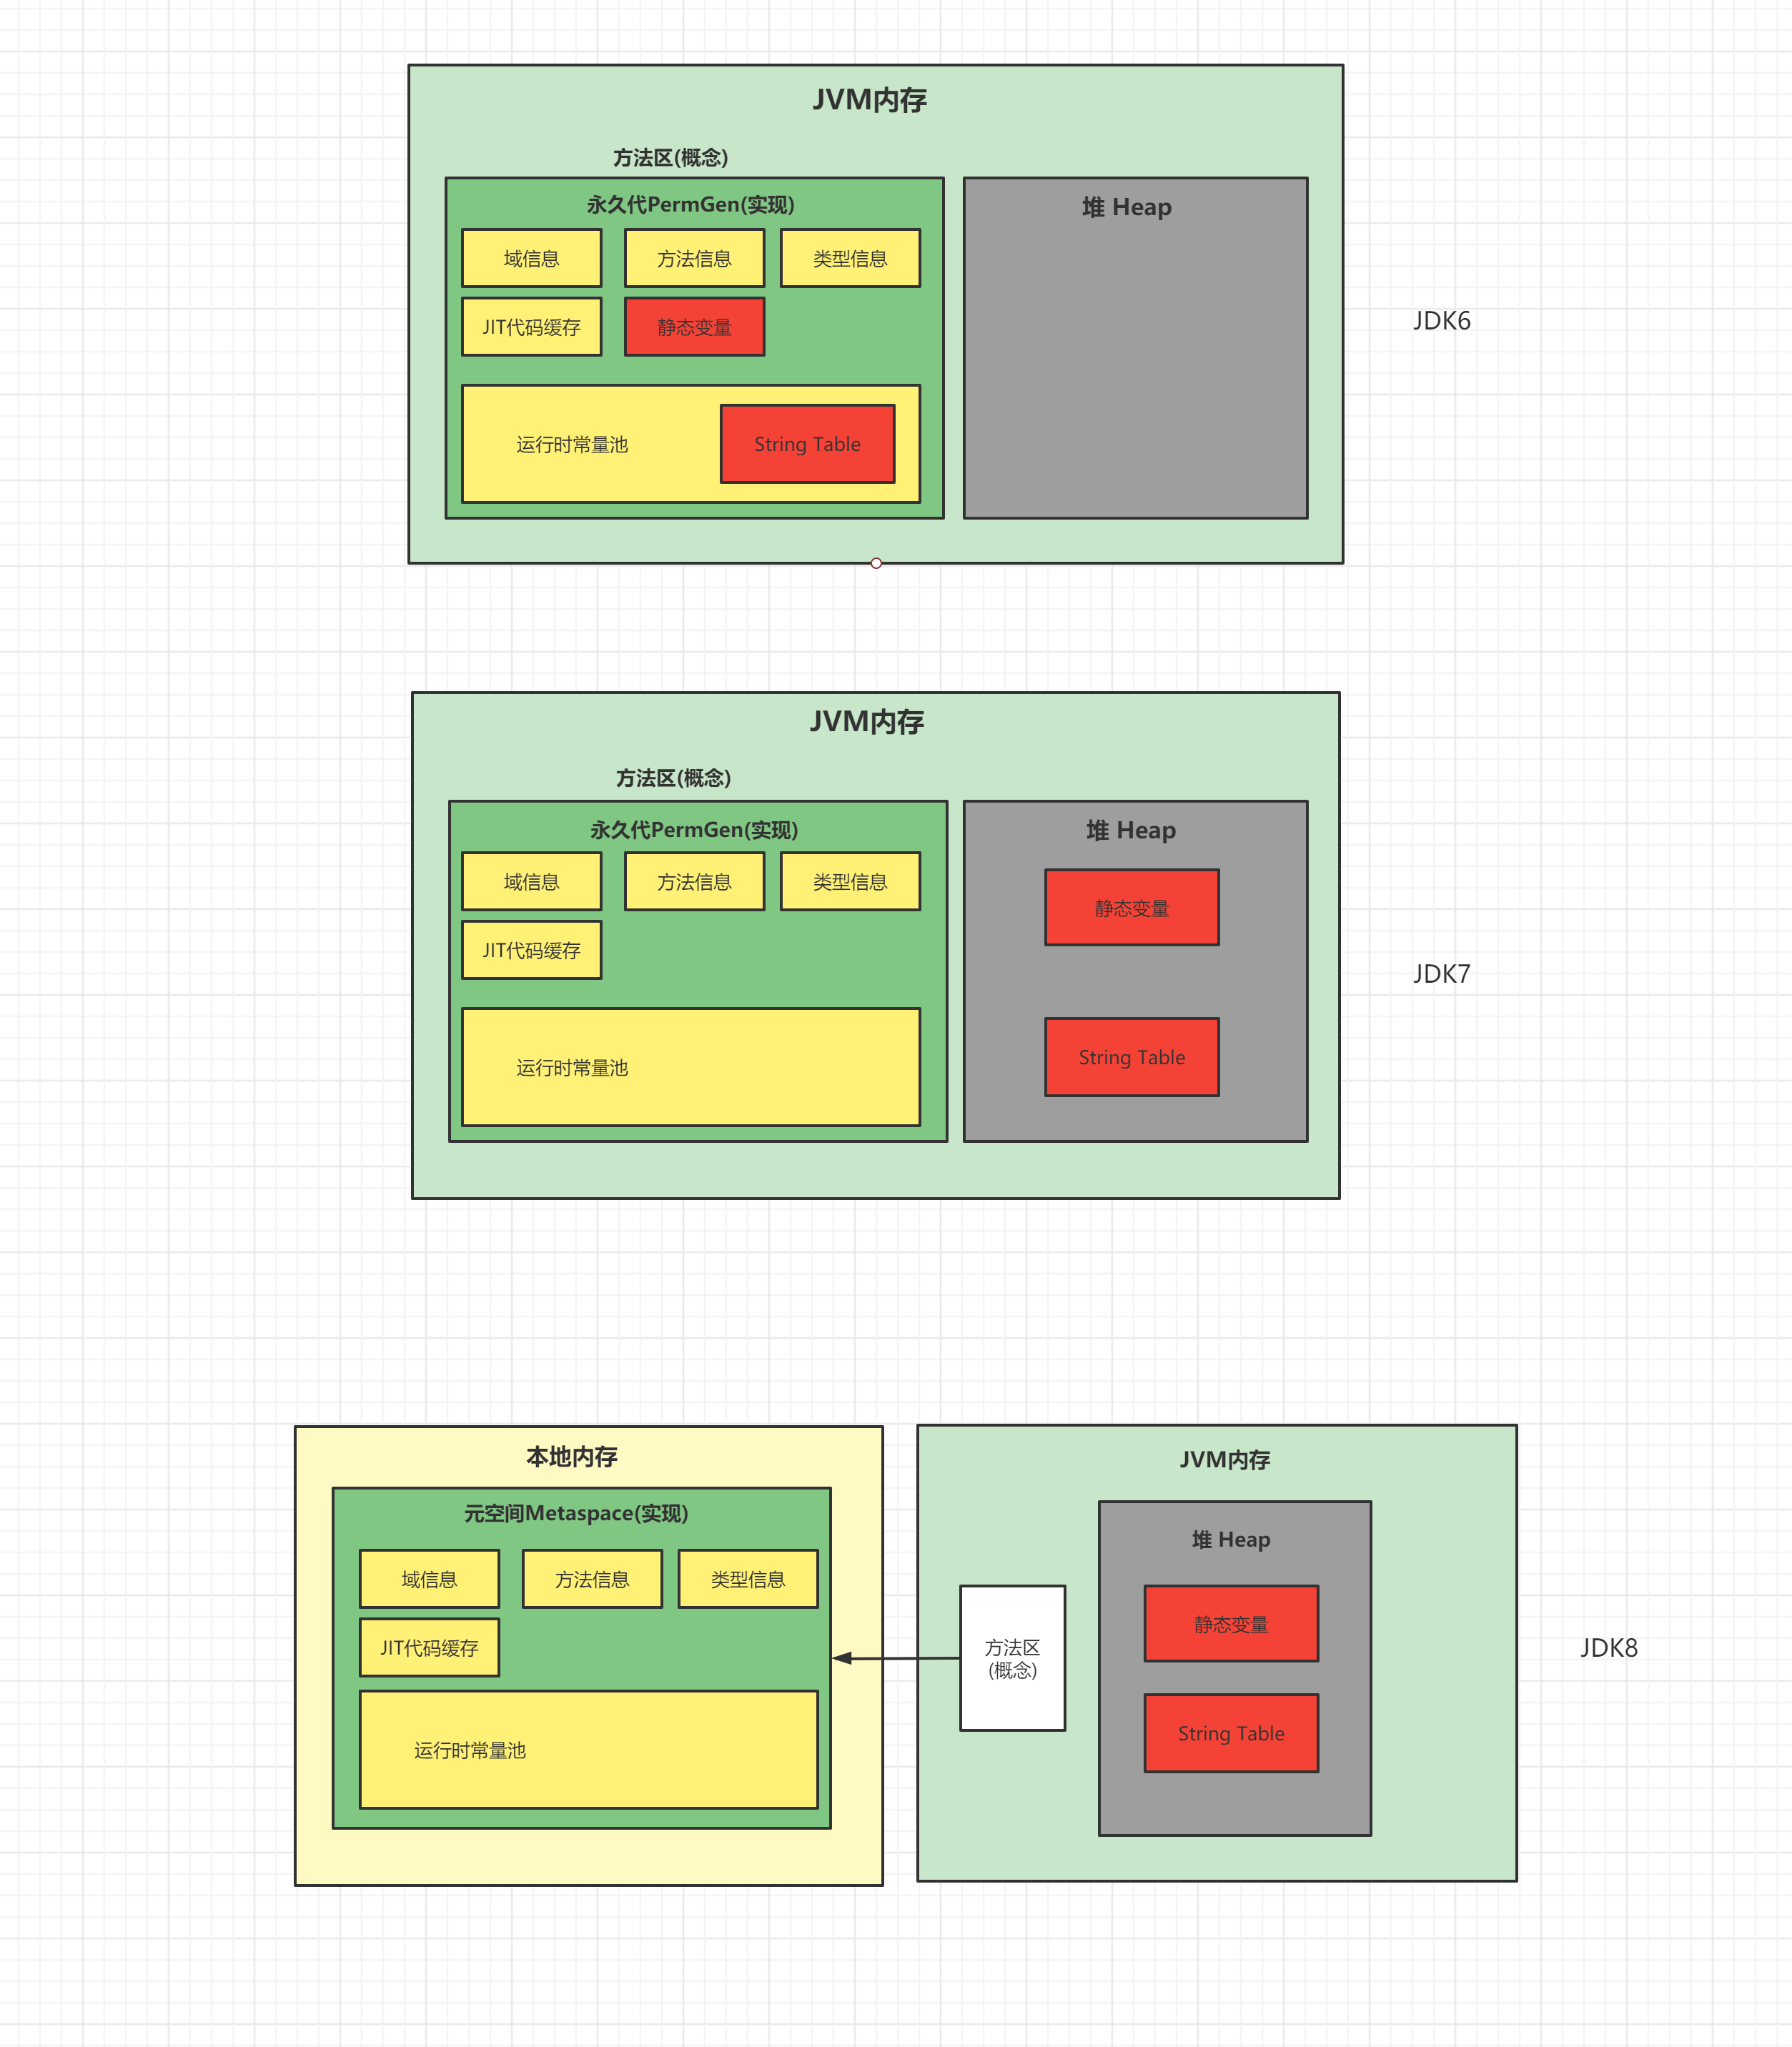 JVM内存
方法区(概念)
永久代PermGen(实现)
域信息
方法信息
类型信息
JIT代码缓存
静态变量
运行时常量池
String Table
堆 Heap
JDK6
JVM内存
方法区(概念)
永久代PermGen(实现)
域信息
方法信息
类型信息
JIT代码缓存
运行时常量池
堆 Heap
静态变量
String Table
JDK7
本地内存
元空间Metaspace(实现)
域信息
方法信息
类型信息
JIT代码缓存
运行时常量池
JVM内存
方法区
(概念)
堆 Heap
静态变量
String Table
JDK8